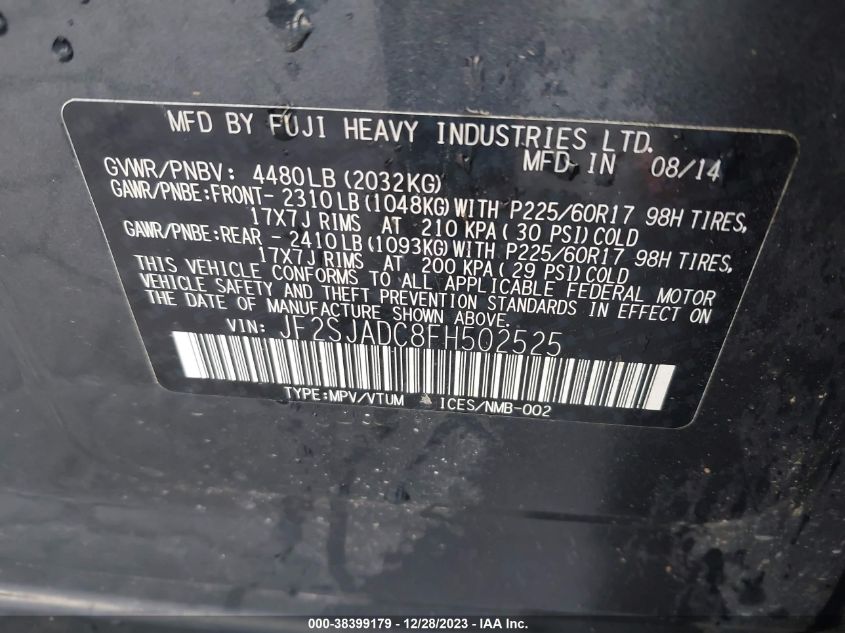 MFD BY FUJI HEAVY INDUSTRIES LTD.
MFD IN 08/14
GVWR/PNBV: 4480LB (2032KG)
GAWR/PNBE:FRONT- 2310LB (1048KG) WITH P225/60R17 98H TIRES,
17X7J RIMS AT 210 KPA ( 30 PSI) COLD
GAWR/PNBE:REAR - 2410LB (1093KG) WITH P225/60R17 98H TIRES,
17X7J RIMS AT 200 KPA ( 29 PSI) COLD
THIS VEHICLE CONFORMS TO ALL APPLICABLE FEDERAL MOTOR
VEHICLE SAFETY AND THEFT PREVENTION STANDARDS IN EFFECT ON
THE DATE OF MANUFACTURE SHOWN ABOVE.
VIN: JF2SJADC8FH502525
TYPE:MPV/VTUM ICES/NMB-002
000-38399179 - 12/28/2023 - IAA Inc.